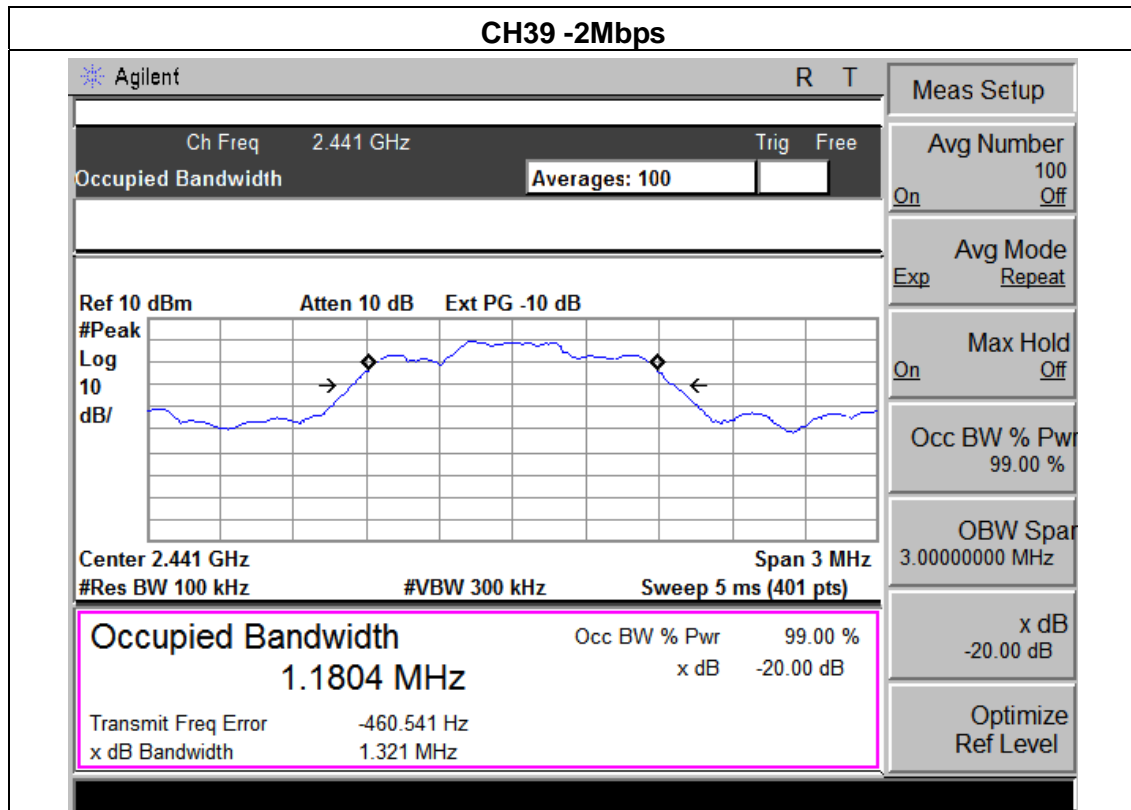 CH39 -2Mbps
Agilent R T
Ch Freq 2.441 GHz Trig Free
Occupied Bandwidth Averages: 100
Ref 10 dBm Atten 10 dB Ext PG -10 dB
#Peak
Log
10
dB/
Center 2.441 GHz Span 3 MHz
#Res BW 100 kHz #VBW 300 kHz Sweep 5 ms (401 pts)
Occupied Bandwidth Occ BW % Pwr 99.00 %
1.1804 MHz x dB -20.00 dB
Transmit Freq Error -460.541 Hz
x dB Bandwidth 1.321 MHz
Meas Setup
Avg Number
100
On Off
Avg Mode
Exp Repeat
Max Hold
On Off
Occ BW % Pwr
99.00 %
OBW Span
3.00000000 MHz
x dB
-20.00 dB
Optimize
Ref Level